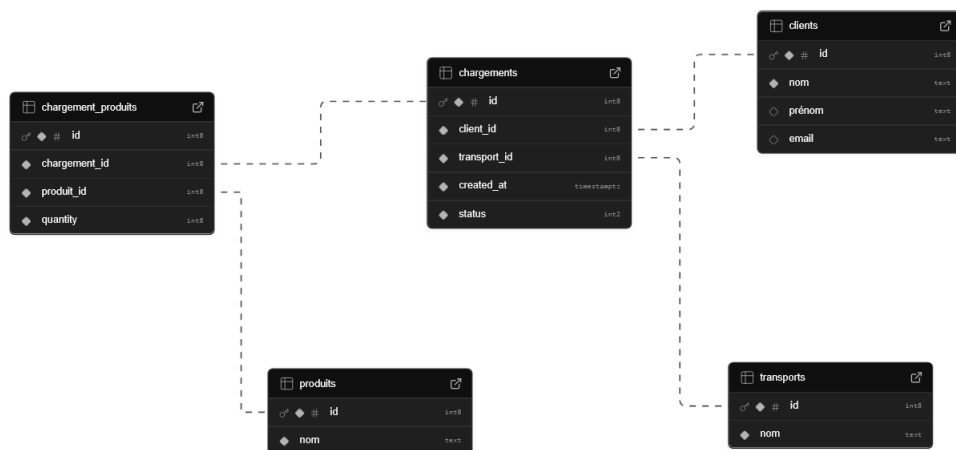 chargement_produits
# id int8
chargement_id int8
produit_id int8
quantity int8
chargements
# id int8
client_id int8
transport_id int8
created_at timestamptz
status int2
clients
# id int8
nom text
prénom text
email text
produits
# id int8
nom text
transports
# id int8
nom text